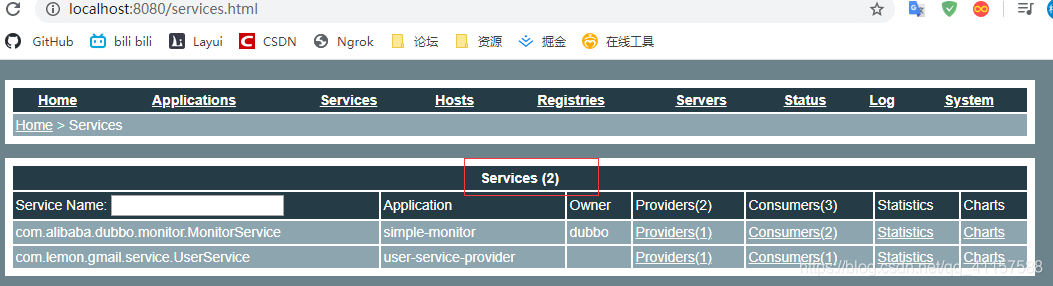 localhost:8080/services.html
GitHub bili bili Layui CSDN Ngrok 论坛 资源 掘金 在线工具
Home Applications Services Hosts Registries Servers Status Log System
Home > Services
Services (2)
Service Name: Application Owner Providers(2) Consumers(3) Statistics Charts
com.alibaba.dubbo.monitor.MonitorService simple-monitor dubbo Providers(1) Consumers(2) Statistics Charts
com.lemon.gmail.service.UserService user-service-provider Providers(1) Consumers(1) Statistics Charts
https://blog.csdn.net/qq_41157588